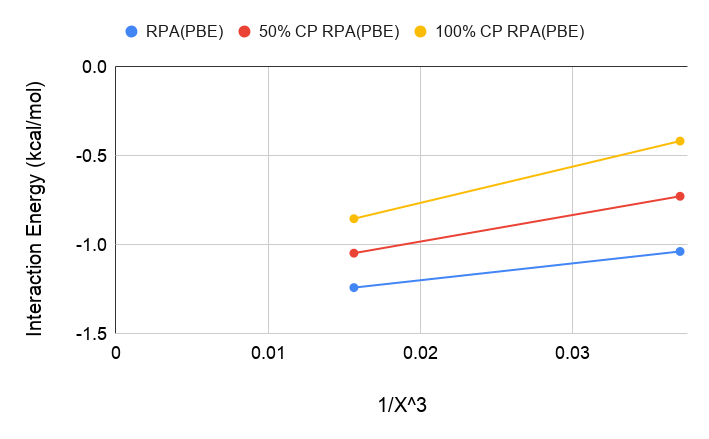 RPA(PBE) 50% CP RPA(PBE) 100% CP RPA(PBE)
Interaction Energy (kcal/mol)
0.0
-0.5
-1.0
-1.5
0 0.01 0.02 0.03
1/X^3